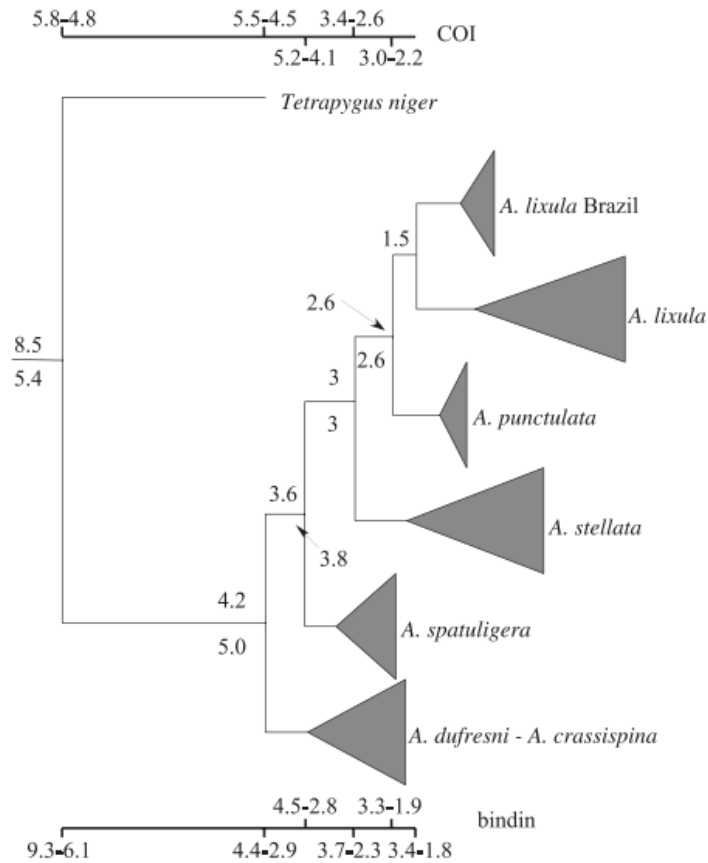 5.8-4.8 5.5-4.5 3.4-2.6
COI
5.2-4.1 3.0-2.2
Tetrapygus niger
A. lixula Brazil
1.5
2.6
A. lixula
8.5
2.6
5.4
3
A. punctulata
3
3.6
A. stellata
3.8
4.2
A. spatuligera
5.0
A. dufresni - A. crassispina
4.5-2.8 3.3-1.9
bindin
9.3-6.1 4.4-2.9 3.7-2.3 3.4-1.8